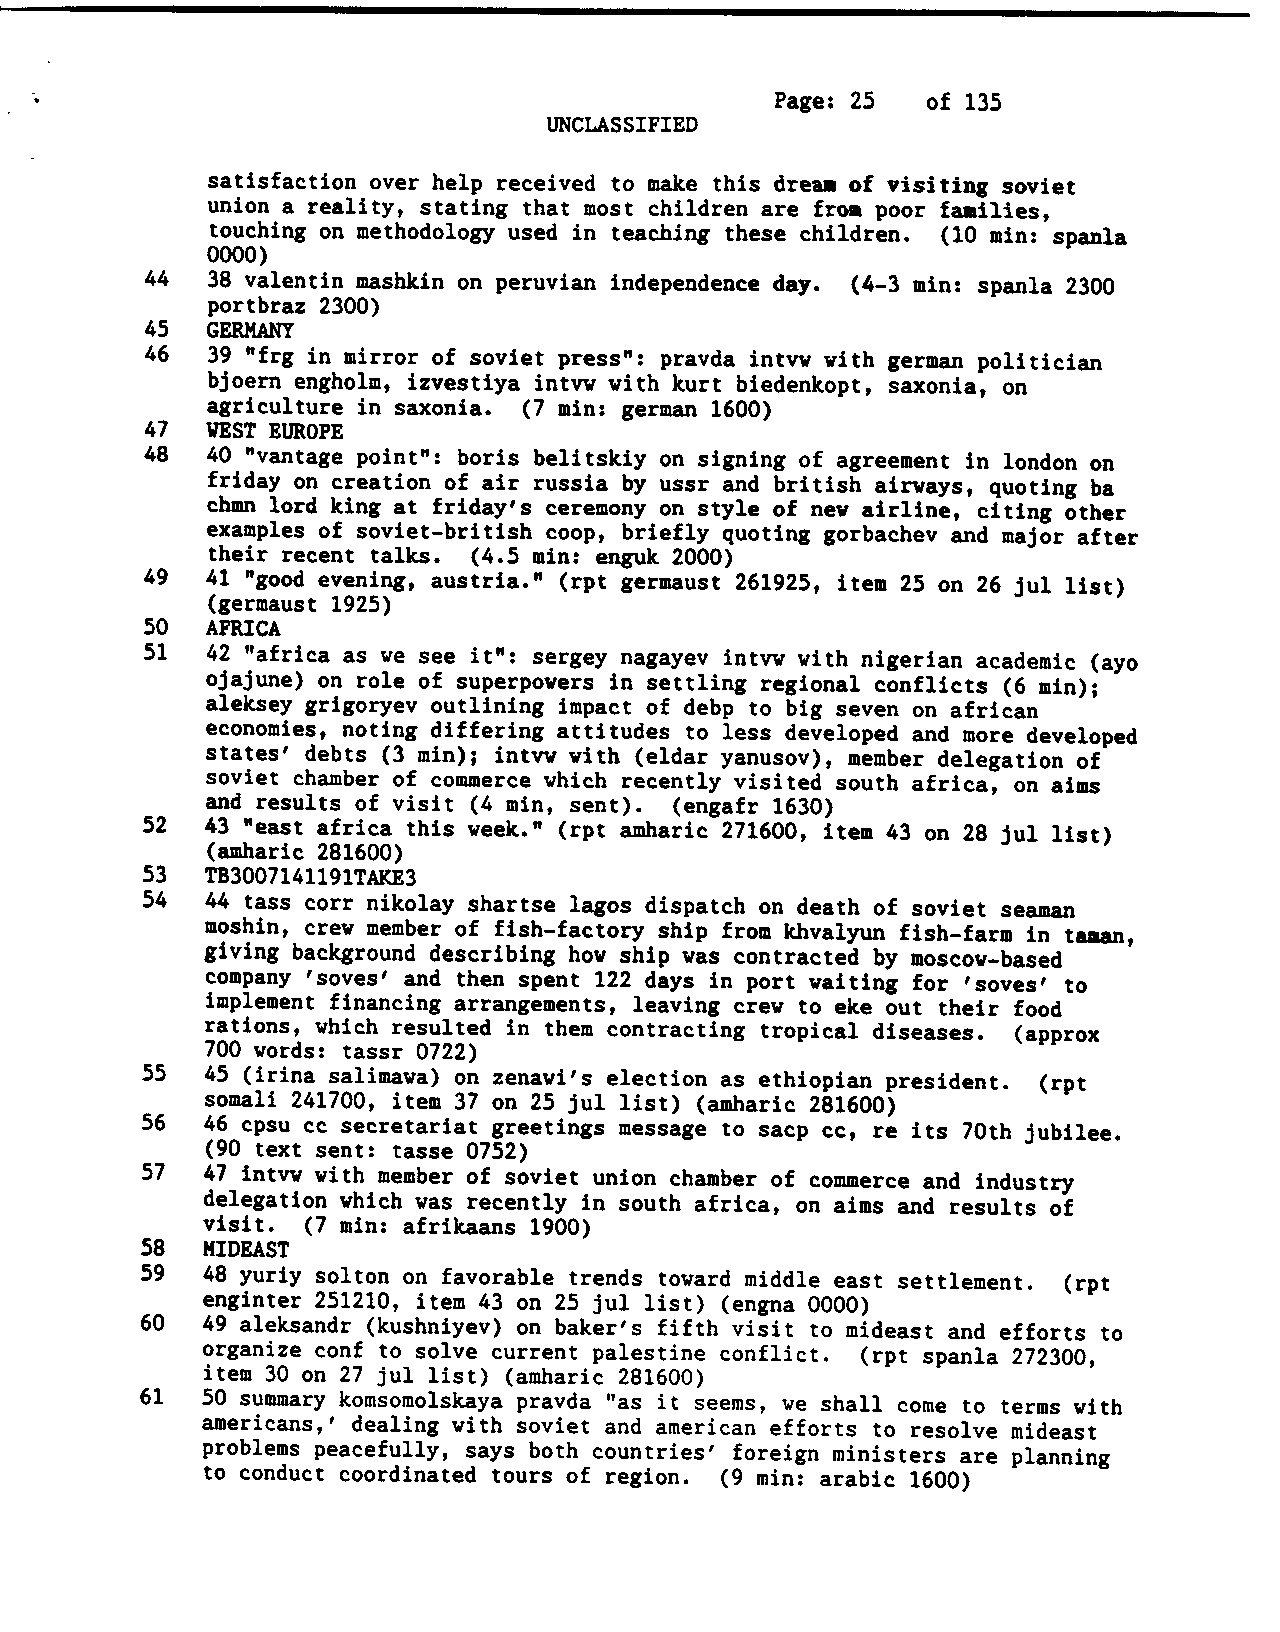 Page: 25 of 135
UNCLASSIFIED
satisfaction over help received to make this dream of visiting soviet
union a reality, stating that most children are from poor families,
touching on methodology used in teaching these children. (10 min: spanla
0000)
44 38 valentin mashkin on peruvian independence day. (4-3 min: spanla 2300
portbraz 2300)
45 GERMANY
46 39 "frg in mirror of soviet press": pravda intvw with german politician
bjoern engholm, izvestiya intvw with kurt biedenkopt, saxonia, on
agriculture in saxonia. (7 min: german 1600)
47 WEST EUROPE
48 40 "vantage point": boris belitskiy on signing of agreement in london on
friday on creation of air russia by ussr and british airways, quoting ba
chmn lord king at friday's ceremony on style of new airline, citing other
examples of soviet-british coop, briefly quoting gorbachev and major after
their recent talks. (4.5 min: enguk 2000)
49 41 "good evening, austria." (rpt germaust 261925, item 25 on 26 jul list)
(germaust 1925)
50 AFRICA
51 42 "africa as we see it": sergey nagayev intvw with nigerian academic (ayo
ojajune) on role of superpowers in settling regional conflicts (6 min);
aleksey grigoryev outlining impact of debp to big seven on african
economies, noting differing attitudes to less developed and more developed
states' debts (3 min); intvw with (eldar yanusov), member delegation of
soviet chamber of commerce which recently visited south africa, on aims
and results of visit (4 min, sent). (engafr 1630)
52 43 "east africa this week." (rpt amharic 271600, item 43 on 28 jul list)
(amharic 281600)
53 TB3007141191TAKE3
54 44 tass corr nikolay shartse lagos dispatch on death of soviet seaman
moshin, crew member of fish-factory ship from khvalyun fish-farm in taman,
giving background describing how ship was contracted by moscow-based
company 'soves' and then spent 122 days in port waiting for 'soves' to
implement financing arrangements, leaving crew to eke out their food
rations, which resulted in them contracting tropical diseases. (approx
700 words: tassr 0722)
55 45 (irina salimawa) on zenawi's election as ethiopian president. (rpt
somali 241700, item 37 on 25 jul list) (amharic 281600)
56 46 cpsu cc secretariat greetings message to sacp cc, re its 70th jubilee.
(90 text sent: tasse 0752)
57 47 intvw with member of soviet union chamber of commerce and industry
delegation which was recently in south africa, on aims and results of
visit. (7 min: afrikaans 1900)
58 MIDEAST
59 48 yuriy solton on favorable trends toward middle east settlement. (rpt
enginter 251210, item 43 on 25 jul list) (engna 0000)
60 49 aleksandr (kushniyev) on baker's fifth visit to mideast and efforts to
organize conf to solve current palestine conflict. (rpt spanla 272300,
item 30 on 27 jul list) (amharic 281600)
61 50 summary komsomolskaya pravda "as it seems, we shall come to terms with
americans,' dealing with soviet and american efforts to resolve mideast
problems peacefully, says both countries' foreign ministers are planning
to conduct coordinated tours of region. (9 min: arabic 1600)